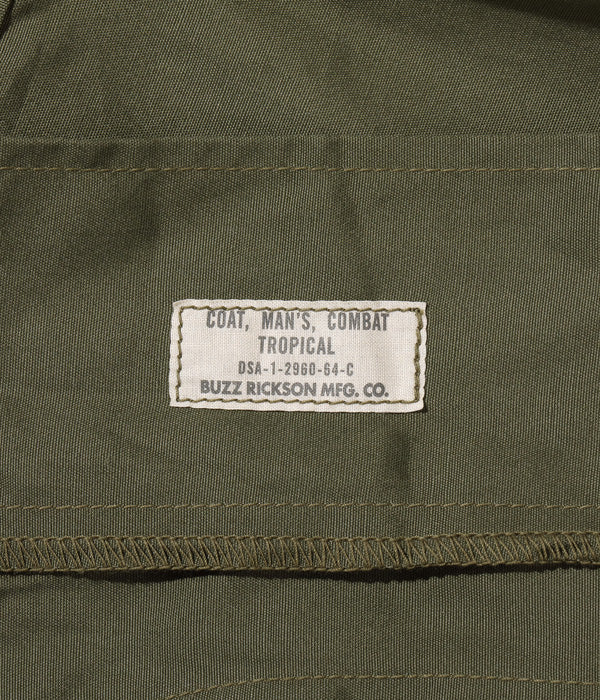 COAT, MAN'S, COMBAT
TROPICAL
DSA-1-2960-64-C
BUZZ RICKSON MFG. CO.